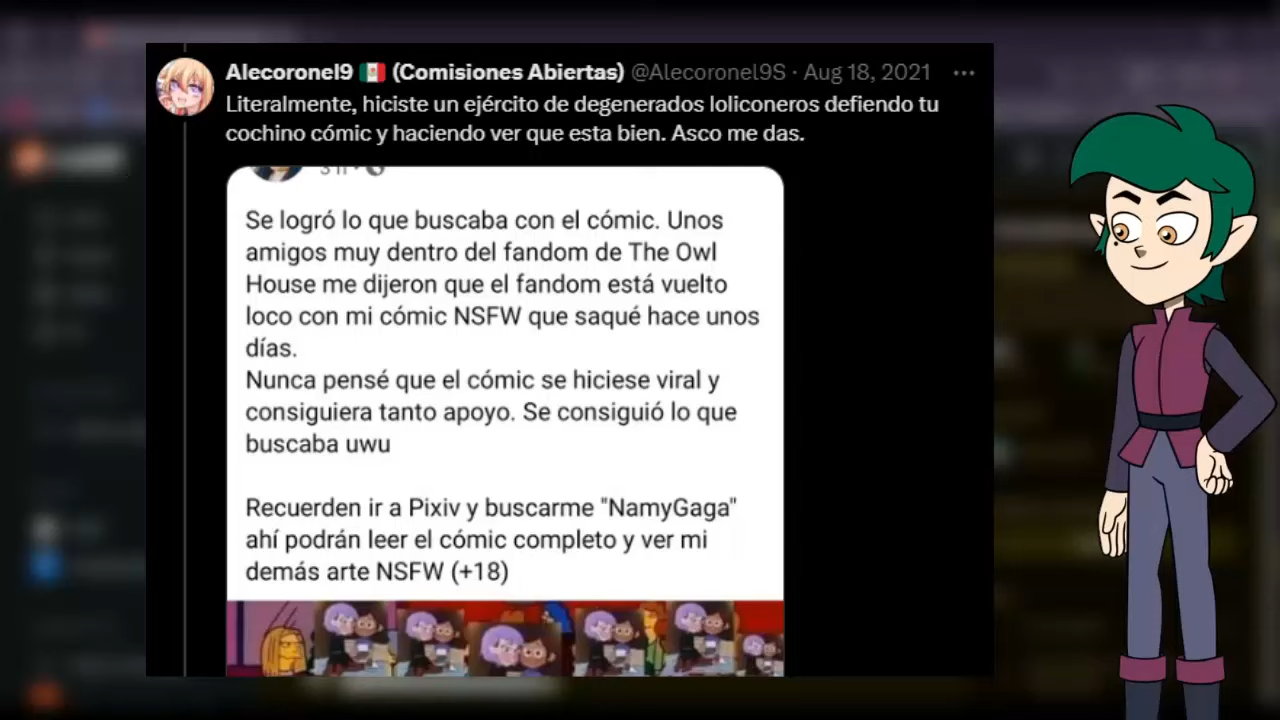 Alecoronel9 🇲🇽 (Comisiones Abiertas) @Alecoronel9S · Aug 18, 2021 ···
Literalmente, hiciste un ejército de degenerados loliconeros defiendo tu
cochino cómic y haciendo ver que esta bien. Asco me das.
Se logró lo que buscaba con el cómic. Unos
amigos muy dentro del fandom de The Owl
House me dijeron que el fandom está vuelto
loco con mi cómic NSFW que saqué hace unos
días.
Nunca pensé que el cómic se hiciese viral y
consiguiera tanto apoyo. Se consiguió lo que
buscaba uwu
Recuerden ir a Pixiv y buscarme "NamyGaga"
ahí podrán leer el cómic completo y ver mi
demás arte NSFW (+18)